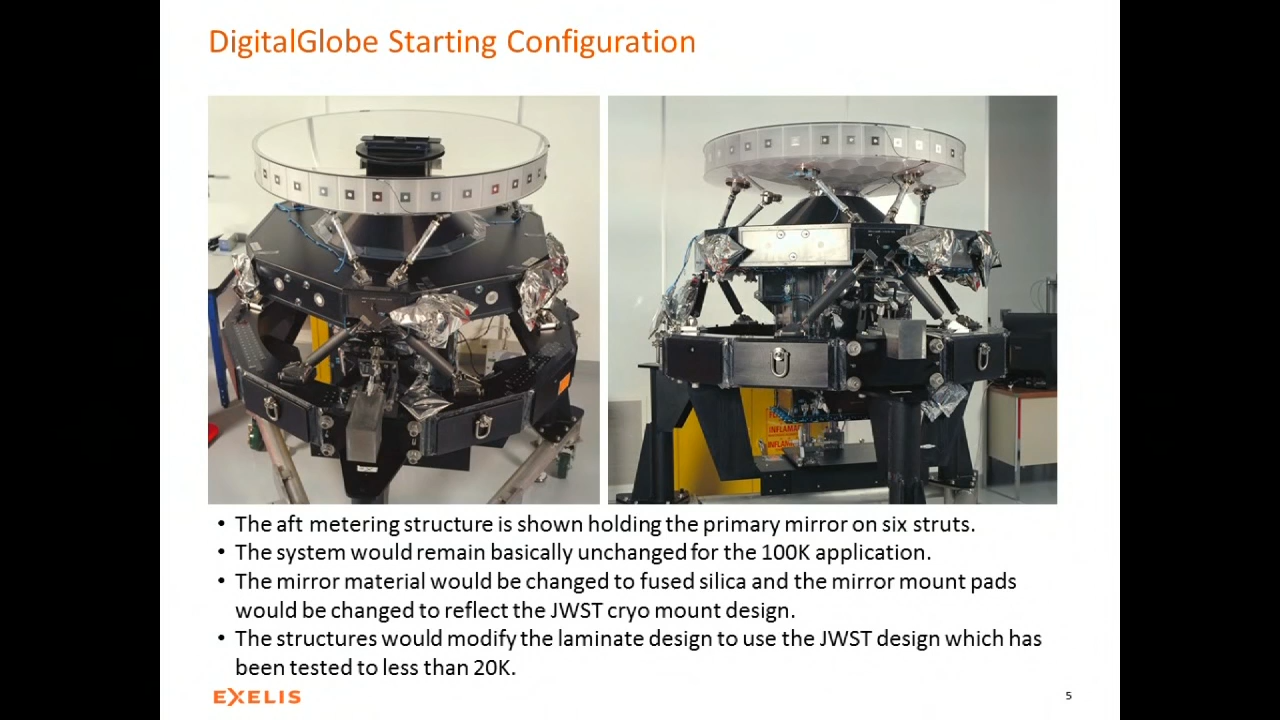 DigitalGlobe Starting Configuration
INFLAMA
• The aft metering structure is shown holding the primary mirror on six struts.
• The system would remain basically unchanged for the 100K application.
• The mirror material would be changed to fused silica and the mirror mount pads
would be changed to reflect the JWST cryo mount design.
• The structures would modify the laminate design to use the JWST design which has
been tested to less than 20K.
EXELIS
5